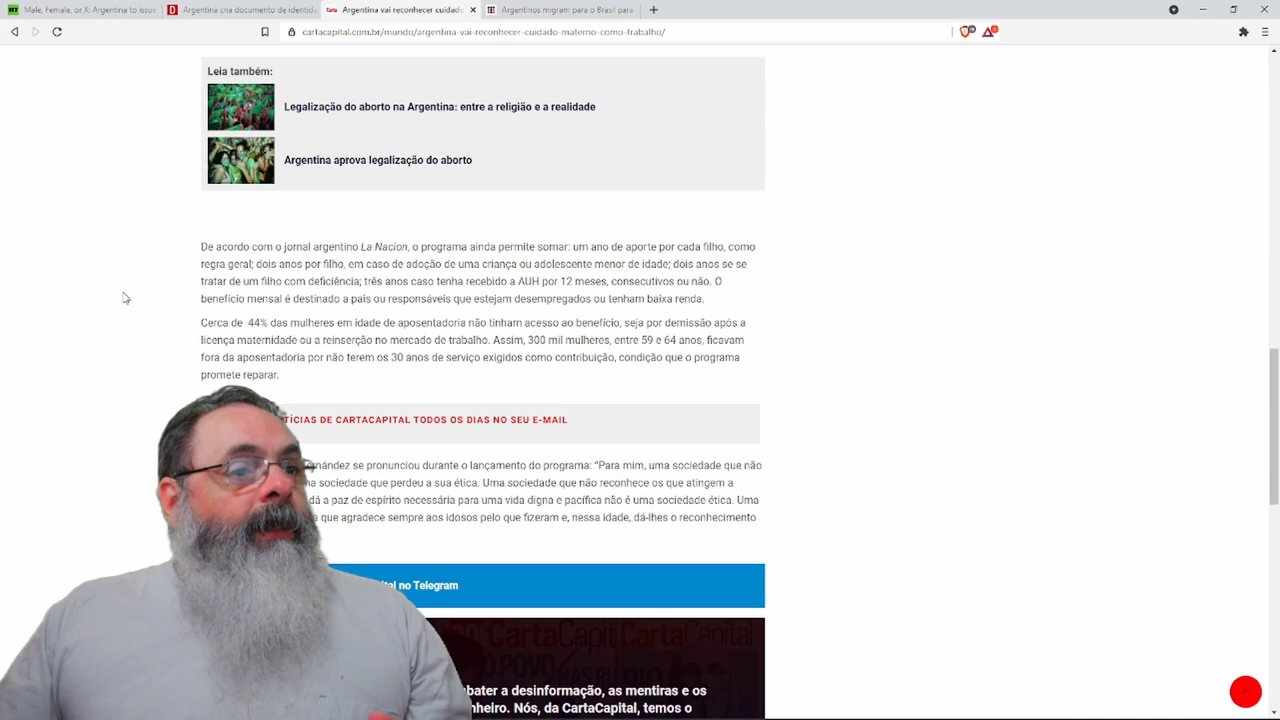 Male, Female, or X: Argentina to issue
Argentina cria documento de identida
Argentina vai reconhecer cuidado
Argentinos migram para o Brasil para
cartacapital.com.br/mundo/argentina-vai-reconhecer-cuidado-materno-como-trabalho/
Leia também:
Legalização do aborto na Argentina: entre a religião e a realidade
Argentina aprova legalização do aborto
De acordo com o jornal argentino La Nacion, o programa ainda permite somar: um ano de aporte por cada filho, como
regra geral; dois anos por filho, em caso de adoção de uma criança ou adolescente menor de idade; dois anos se se
tratar de um filho com deficiência; três anos caso tenha recebido a AUH por 12 meses, consecutivos ou não. O
benefício mensal é destinado a pais ou responsáveis que estejam desempregados ou tenham baixa renda.
Cerca de 44% das mulheres em idade de aposentadoria não tinham acesso ao benefício, seja por demissão após a
licença maternidade ou a reinserção no mercado de trabalho. Assim, 300 mil mulheres, entre 59 e 64 anos, ficavam
fora da aposentadoria por não terem os 30 anos de serviço exigidos como contribuição, condição que o programa
promete reparar.
TÍCIAS DE CARTACAPITAL TODOS OS DIAS NO SEU E-MAIL
rnández se pronunciou durante o lançamento do programa: “Para mim, uma sociedade que não
a sociedade que perdeu a sua ética. Uma sociedade que não reconhece os que atingem a
dá a paz de espírito necessária para uma vida digna e pacífica não é uma sociedade ética. Uma
que agradece sempre aos idosos pelo que fizeram e, nessa idade, dá-lhes o reconhecimento
tal no Telegram
CartaCapital
bater a desinformação, as mentiras e os
nheiro. Nós, da CartaCapital, temos o